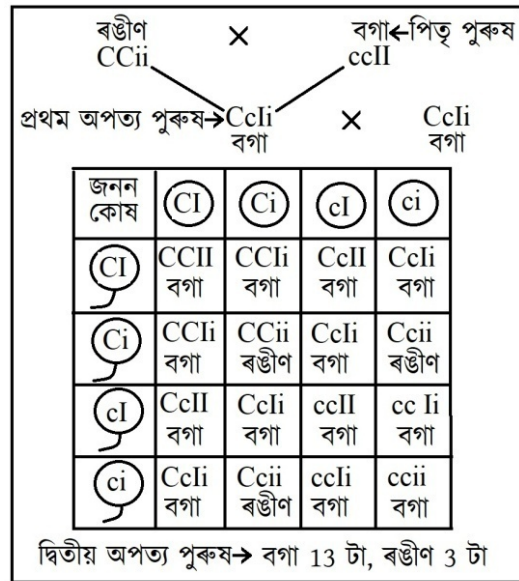 ৰঙীণ × বগা←পিতৃ পুৰুষ
CCii ccII
প্ৰথম অপত্য পুৰুষ→CcIi × CcIi
বগা বগা
জনন কোষ CI Ci cI ci
CI CCII CCIi CcII CcIi
বগা বগা বগা বগা
Ci CCIi CCii CcIi Ccii
বগা ৰঙীণ বগা ৰঙীণ
cI CcII CcIi ccII cc Ii
বগা বগা বগা বগা
ci CcIi Ccii ccIi ccii
বগা ৰঙীণ বগা বগা
দ্বিতীয় অপত্য পুৰুষ→ বগা 13 টা, ৰঙীণ 3 টা